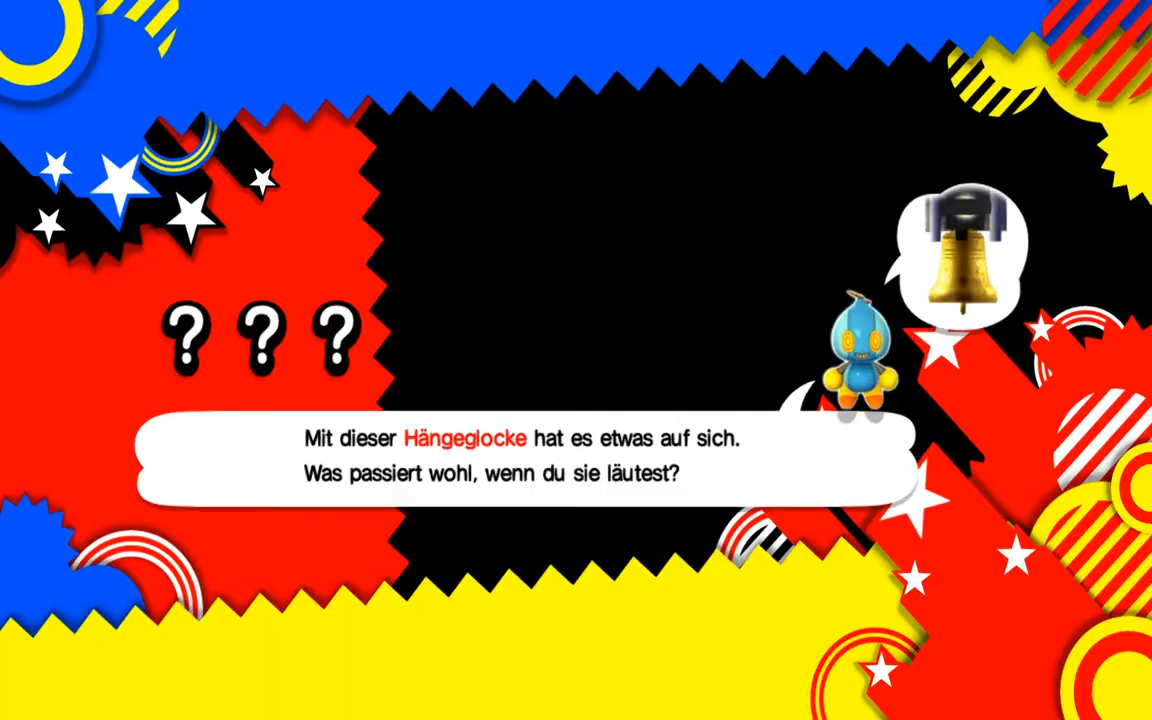 ? ? ?
Mit dieser Hängeglocke hat es etwas auf sich.
Was passiert wohl, wenn du sie läutest?